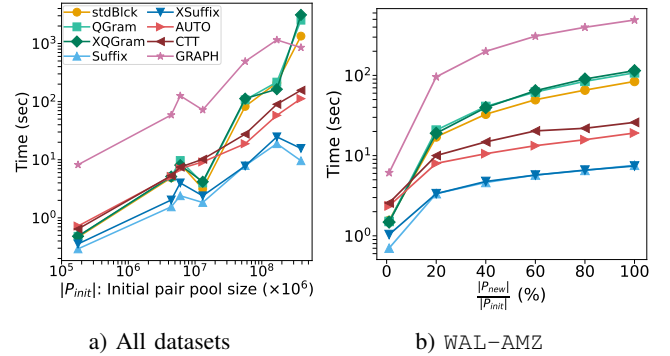 stdBlck
QGram
XQGram
Suffix
XSuffix
AUTO
CTT
GRAPH
Time (sec)
10³
10²
10¹
10⁰
10⁵ 10⁶ 10⁷ 10⁸
|P_init|: Initial pair pool size (×10⁶)
a) All datasets
Time (sec)
10²
10¹
10⁰
0 20 40 60 80 100
|P_new| / |P_init| (%)
b) WAL-AMZ